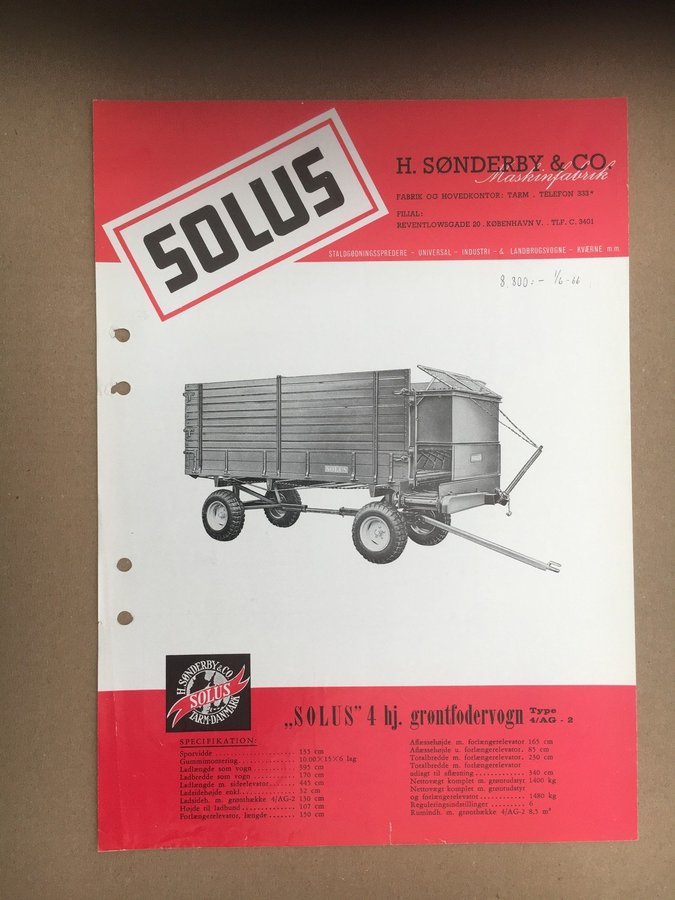 SOLUS
H. SØNDERBY & CO.
Maskinfabrik
FABRIK OG HOVEDKONTOR: TARM . TELEFON 333*
FILIAL:
REVENTLOWSGADE 20 . KØBENHAVN V. . TLF. C. 3401
STALDGØDNINGSSPREDERE - UNIVERSAL - INDUSTRI - & LANDBRUGSVOGNE - KVÆRNE m.m.
8.800:- 1/6-66
SOLUS
H. SØNDERBY & CO
SOLUS
TARM-DANMARK
„SOLUS” 4 hj. grøntfodervogn Type 4/AG - 2
SPECIFIKATION:
Sporvidde 155 cm
Gummimontering 10.00×15×6 lag
Ladlængde som vogn 395 cm
Ladbredde som vogn 170 cm
Ladlængde m. sideelevator 445 cm
Ladsidehøjde enkl. 52 cm
Ladsideh. m. grønthække 4/AG-2 130 cm
Højde til ladbund 107 cm
Forlængerelevator, længde 150 cm
Aflæssehøjde m. forlængerelevator 165 cm
Aflæssehøjde u. forlængerelevator 85 cm
Totalbredde m. forlængerelevator 230 cm
Totalbredde m. forlængerelevator
udlagt til aflæsning 340 cm
Nettovægt komplet m. grøntudstyr 1400 kg
Nettovægt komplet m. grøntudstyr
og forlængerelevator 1480 kg
Reguleringsindstillinger 6
Rumindh. m. grønthække 4/AG-2 8,5 m³